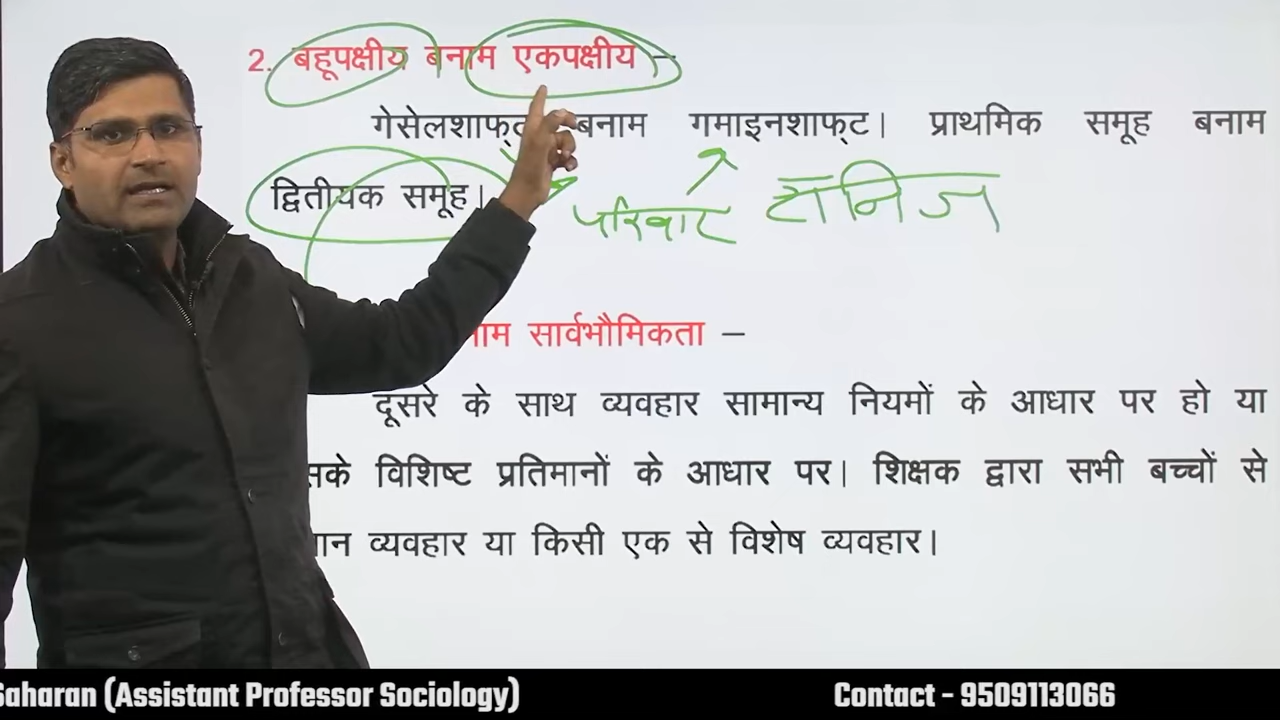 2. बहूपक्षीय बनाम एकपक्षीय –
गेसेलशाफ्ट बनाम गमाइनशाफ्ट। प्राथमिक समूह बनाम
द्वितीयक समूह।
परिवार
सार्वभौमिकता –
दूसरे के साथ व्यवहार सामान्य नियमों के आधार पर हो या
विशिष्ट प्रतिमानों के आधार पर। शिक्षक द्वारा सभी बच्चों से
व्यवहार या किसी एक से विशेष व्यवहार।
Saharan (Assistant Professor Sociology)
Contact - 9509113066